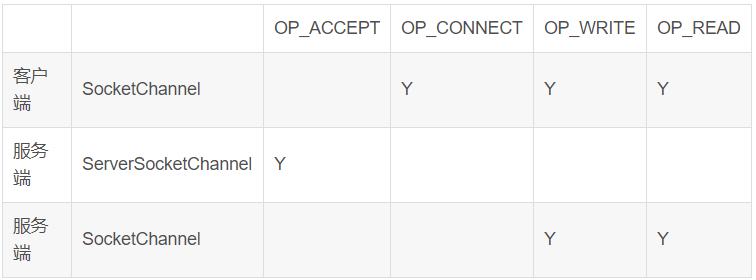 OP_ACCEPT OP_CONNECT OP_WRITE OP_READ
客户端 SocketChannel Y Y Y
服务端 ServerSocketChannel Y
服务端 SocketChannel Y Y